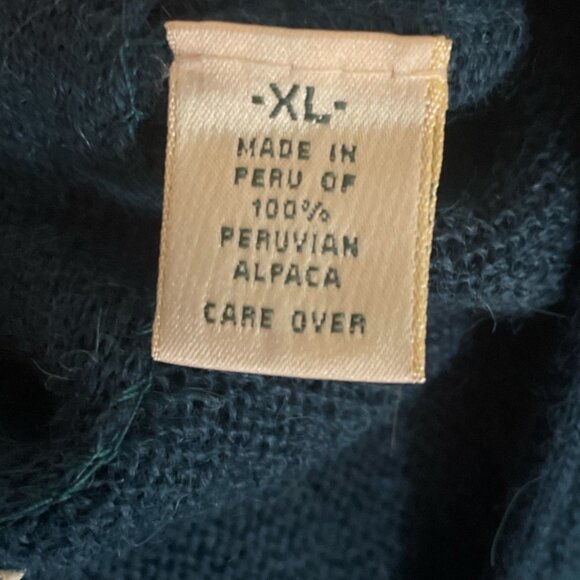 -XL-
MADE IN
PERU OF
100%
PERUVIAN
ALPACA
CARE OVER